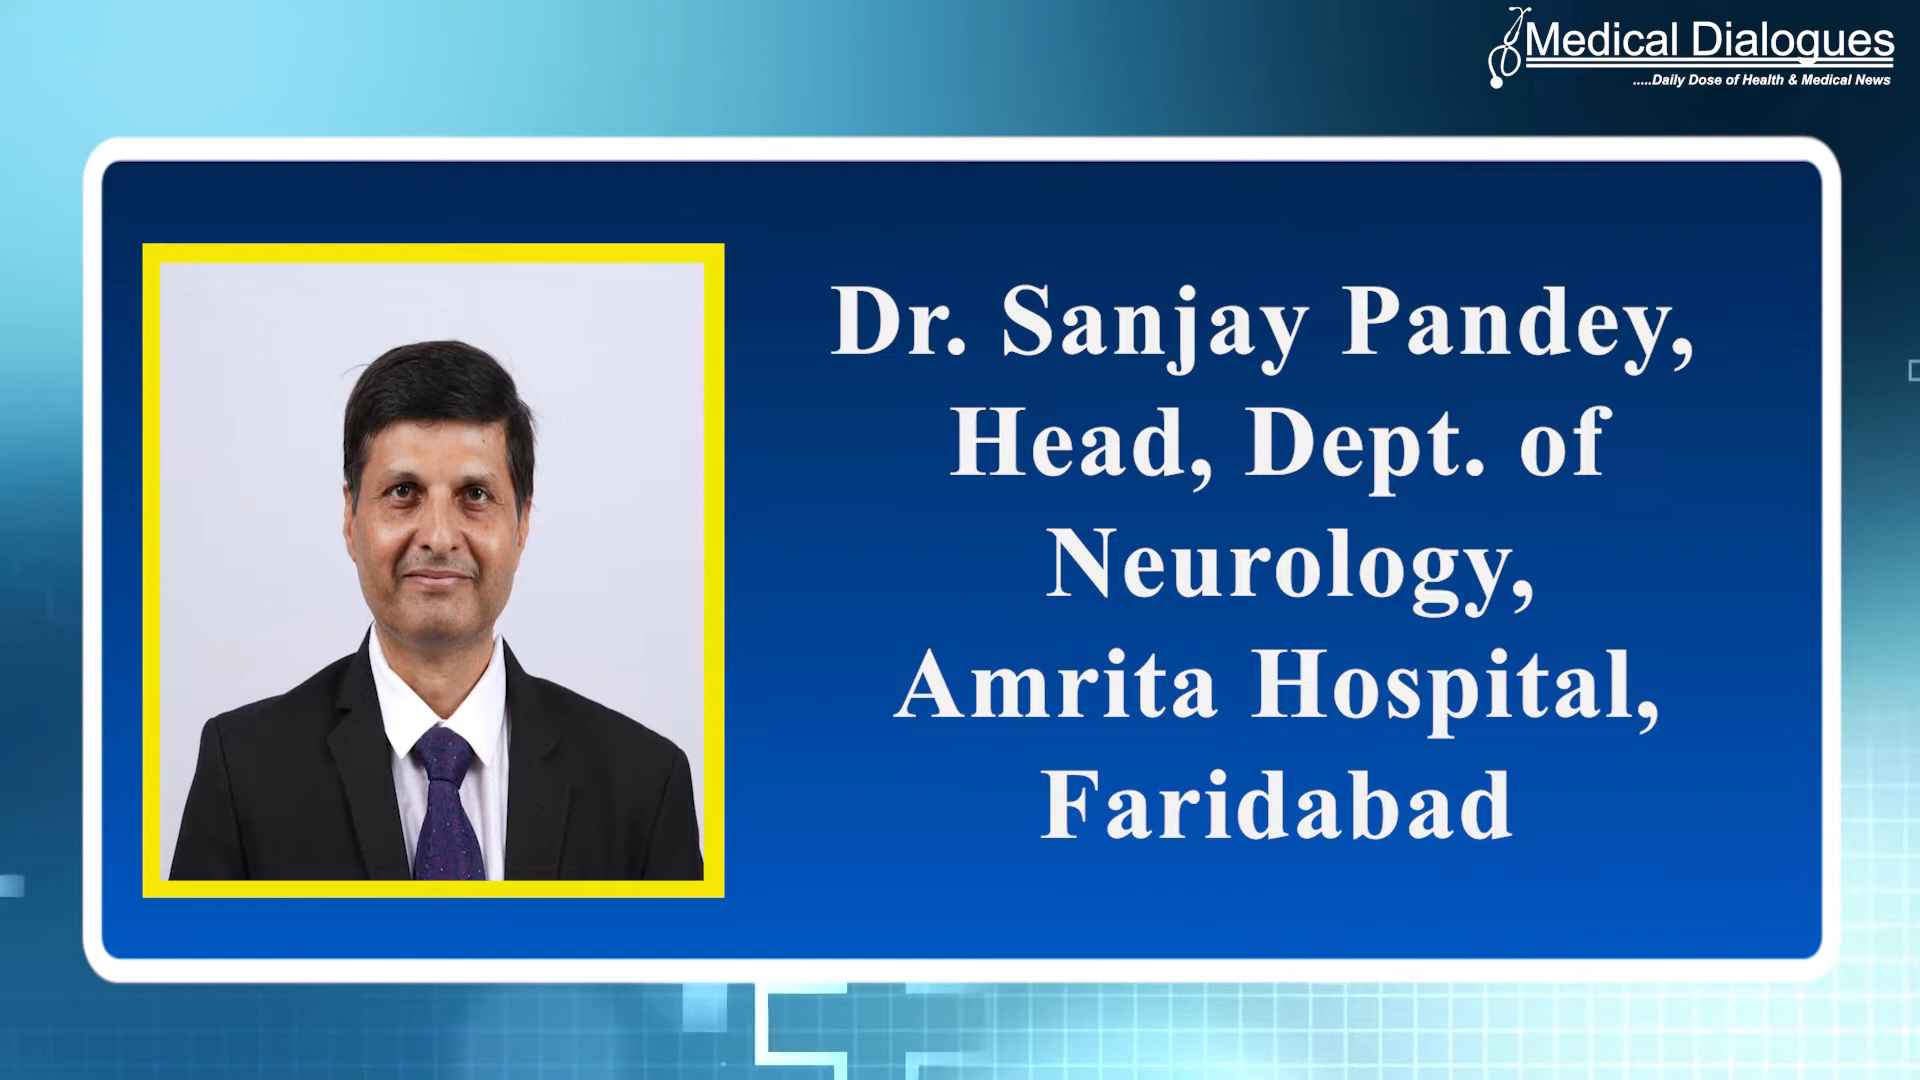 Medical Dialogues
.....Daily Dose of Health & Medical News
Dr. Sanjay Pandey,
Head, Dept. of
Neurology,
Amrita Hospital,
Faridabad